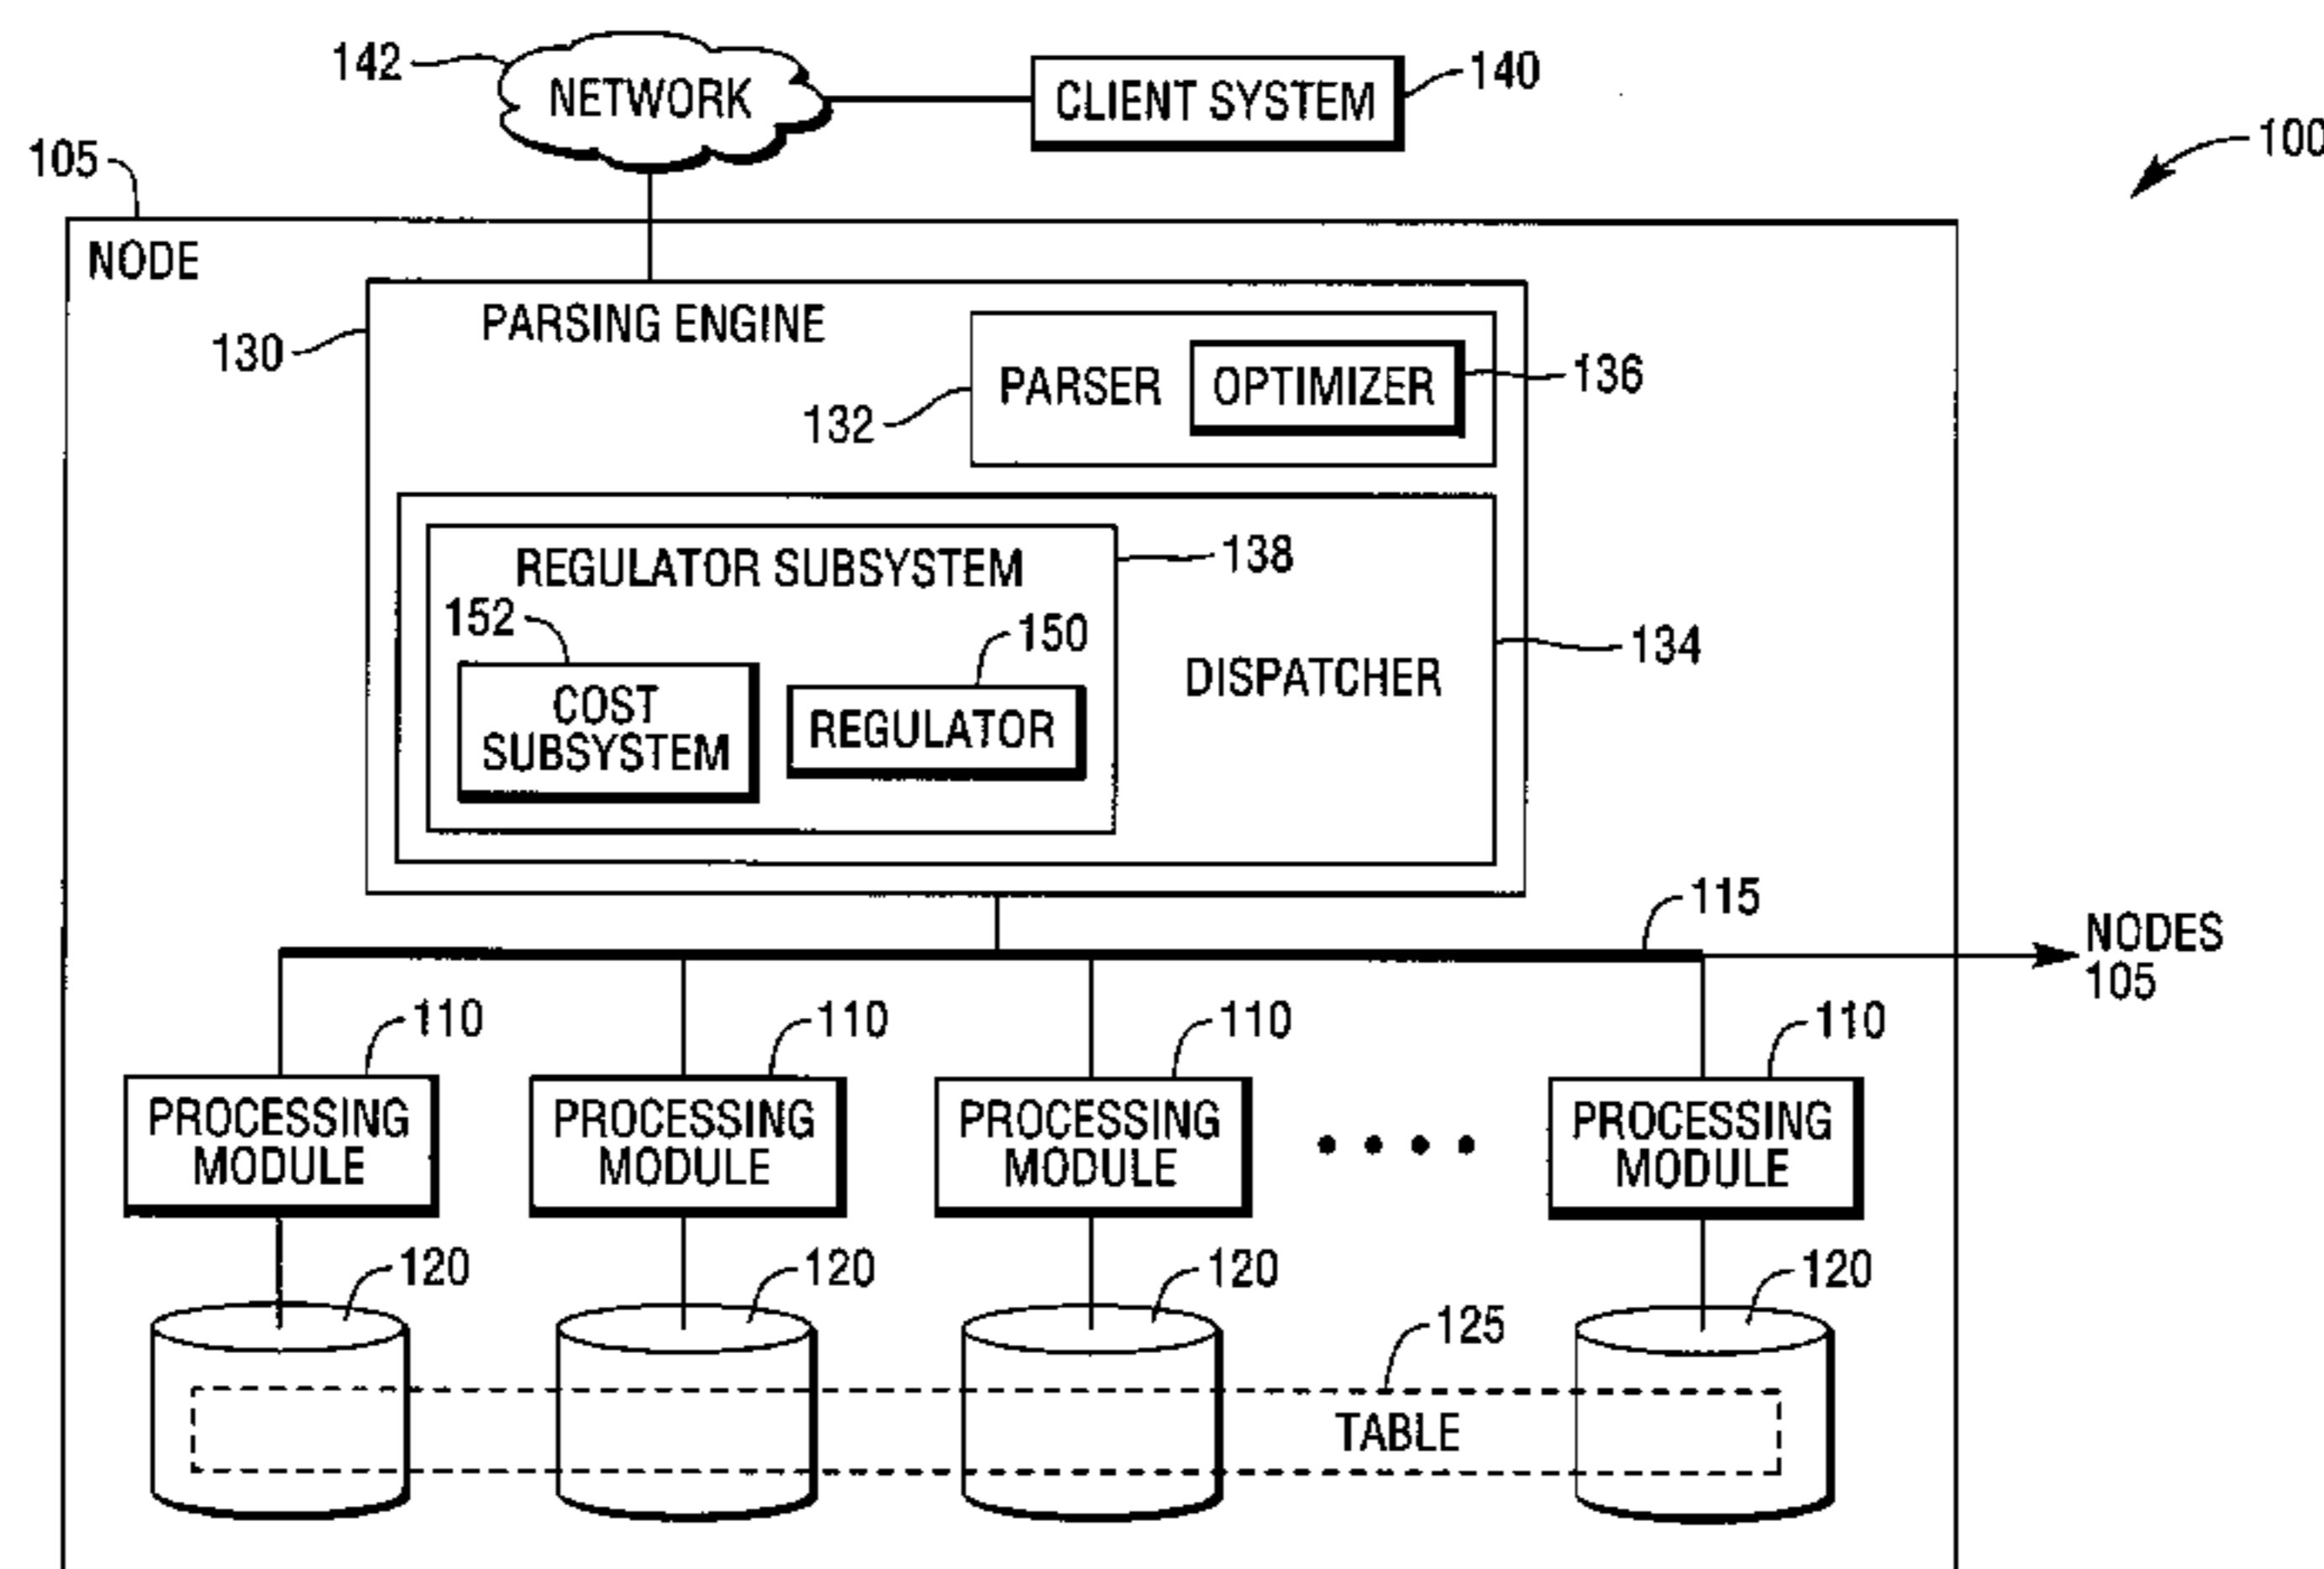 142
NETWORK
CLIENT SYSTEM
140
100
105
NODE
PARSING ENGINE
130
PARSER
OPTIMIZER
136
132
REGULATOR SUBSYSTEM
138
152
150
COST
SUBSYSTEM
REGULATOR
DISPATCHER
134
115
NODES
105
110
110
110
110
PROCESSING
MODULE
PROCESSING
MODULE
PROCESSING
MODULE
PROCESSING
MODULE
120
120
120
120
125
TABLE